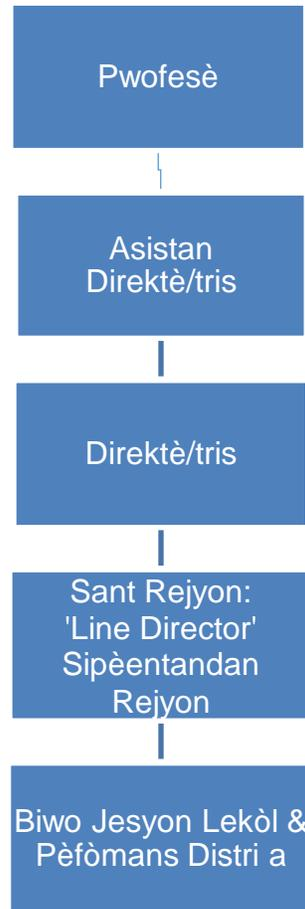 Pwofesè
Asistan
Direktè/tris
Direktè/tris
Sant Rejyon:
'Line Director'
Sipèentandan
Rejyon
Biwo Jesyon Lekòl &
Pèfòmans Distri a